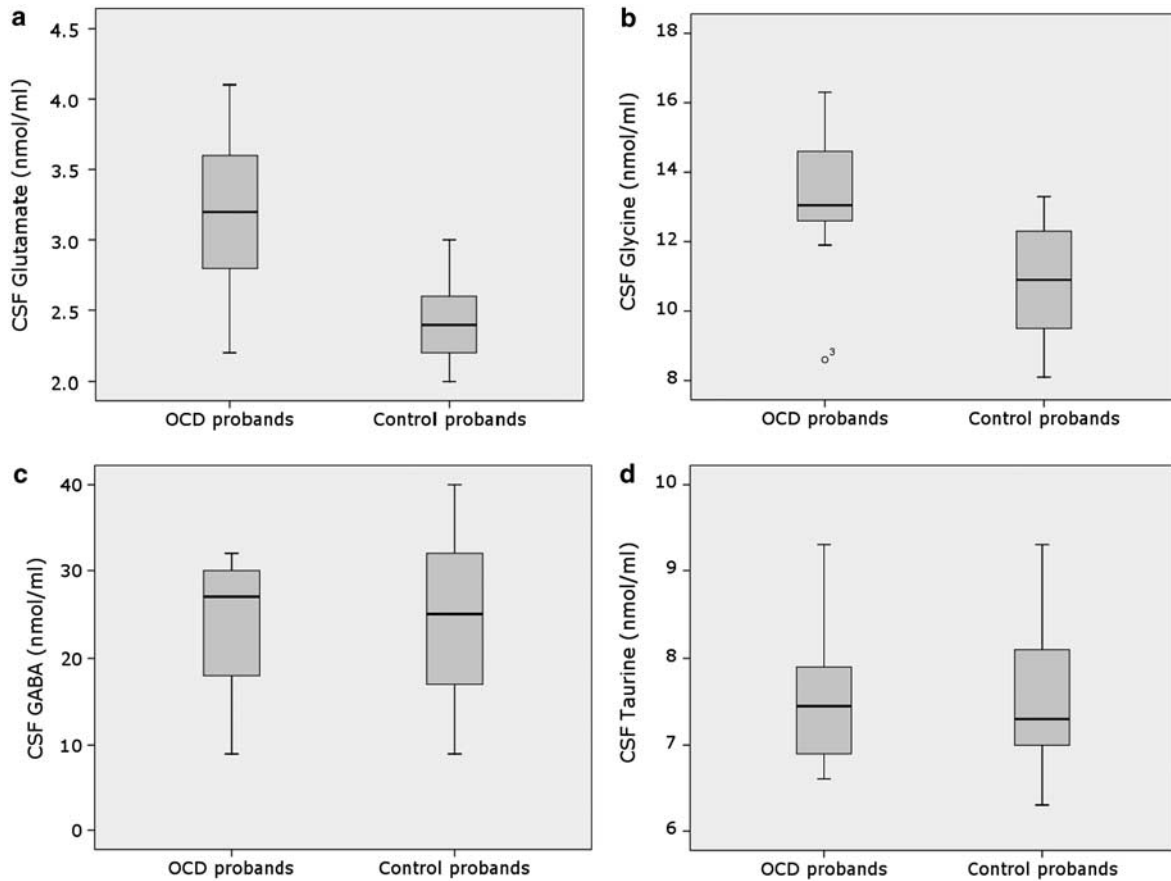 a
CSF Glutamate (nmol/ml)
4.5
4.0
3.5
3.0
2.5
2.0
OCD probands
Control probands
b
CSF Glycine (nmol/ml)
18
16
14
12
10
8
3
OCD probands
Control probands
c
CSF GABA (nmol/ml)
40
30
20
10
0
OCD probands
Control probands
d
CSF Taurine (nmol/ml)
10
9
8
7
6
OCD probands
Control probands